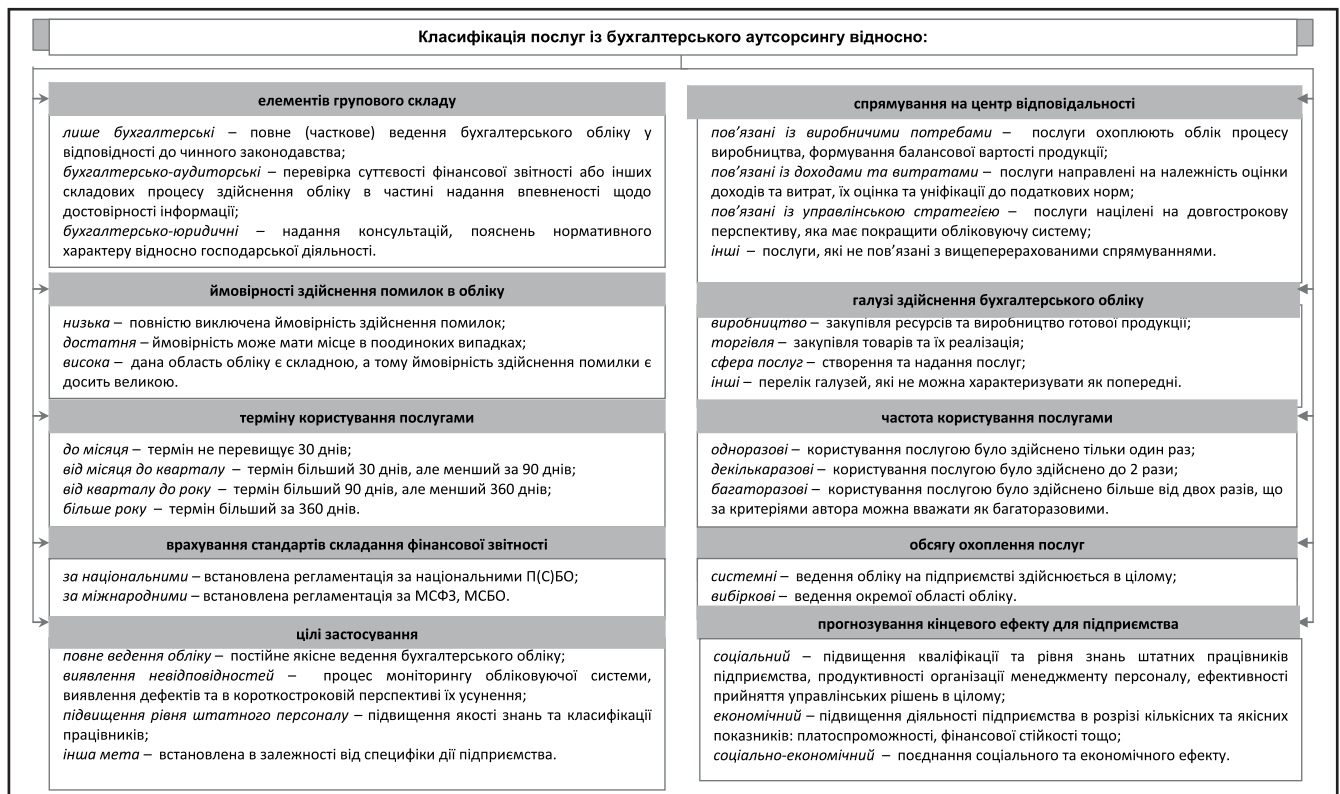 Класифікація послуг із бухгалтерського аутсорсингу відносно:
елементів групового складу
лише бухгалтерські – повне (часткове) ведення бухгалтерського обліку у
відповідності до чинного законодавства;
бухгалтерсько-аудиторські – перевірка суттєвості фінансової звітності або інших
складових процесу здійснення обліку в частині надання впевненості щодо
достовірності інформації;
бухгалтерсько-юридичні – надання консультацій, пояснень нормативного
характеру відносно господарської діяльності.
ймовірності здійснення помилок в обліку
низька – повністю виключена ймовірність здійснення помилок;
достатня – ймовірність може мати місце в поодиноких випадках;
висока – дана область обліку є складною, а тому ймовірність здійснення помилки є
досить великою.
терміну користування послугами
до місяця – термін не перевищує 30 днів;
від місяця до кварталу – термін більший 30 днів, але менший за 90 днів;
від кварталу до року – термін більший 90 днів, але менший 360 днів;
більше року – термін більший за 360 днів.
врахування стандартів складання фінансової звітності
за національними – встановлена регламентація за національними П(С)БО;
за міжнародними – встановлена регламентація за МСФЗ, МСБО.
цілі застосування
повне ведення обліку – постійне якісне ведення бухгалтерського обліку;
виявлення невідповідностей – процес моніторингу обліковуючої системи,
виявлення дефектів та в короткостроковій перспективі їх усунення;
підвищення рівня штатного персоналу – підвищення якості знань та класифікації
працівників;
інша мета – встановлена в залежності від специфіки дії підприємства.
спрямування на центр відповідальності
пов’язані із виробничими потребами – послуги охоплюють облік процесу
виробництва, формування балансової вартості продукції;
пов’язані із доходами та витратами – послуги направлені на належність оцінки
доходів та витрат, їх оцінка та уніфікації до податкових норм;
пов’язані із управлінською стратегією – послуги націлені на довгострокову
перспективу, яка має покращити обліковуючу систему;
інші – послуги, які не пов’язані з вищеперерахованими спрямуваннями.
галузі здійснення бухгалтерського обліку
виробництво – закупівля ресурсів та виробництво готової продукції;
торгівля – закупівля товарів та їх реалізація;
сфера послуг – створення та надання послуг;
інші – перелік галузей, які не можна характеризувати як попередні.
частота користування послугами
одноразові – користування послугою було здійснено тільки один раз;
декількаразові – користування послугою було здійснено до 2 рази;
багаторазові – користування послугою було здійснено більше від двох разів, що
за критеріями автора можна вважати як багаторазовими.
обсягу охоплення послуг
системні – ведення обліку на підприємстві здійснюється в цілому;
вибіркові – ведення окремої області обліку.
прогнозування кінцевого ефекту для підприємства
соціальний – підвищення кваліфікації та рівня знань штатних працівників
підприємства, продуктивності організації менеджменту персоналу, ефективності
прийняття управлінських рішень в цілому;
економічний – підвищення діяльності підприємства в розрізі кількісних та якісних
показників: платоспроможності, фінансової стійкості тощо;
соціально-економічний – поєднання соціального та економічного ефекту.